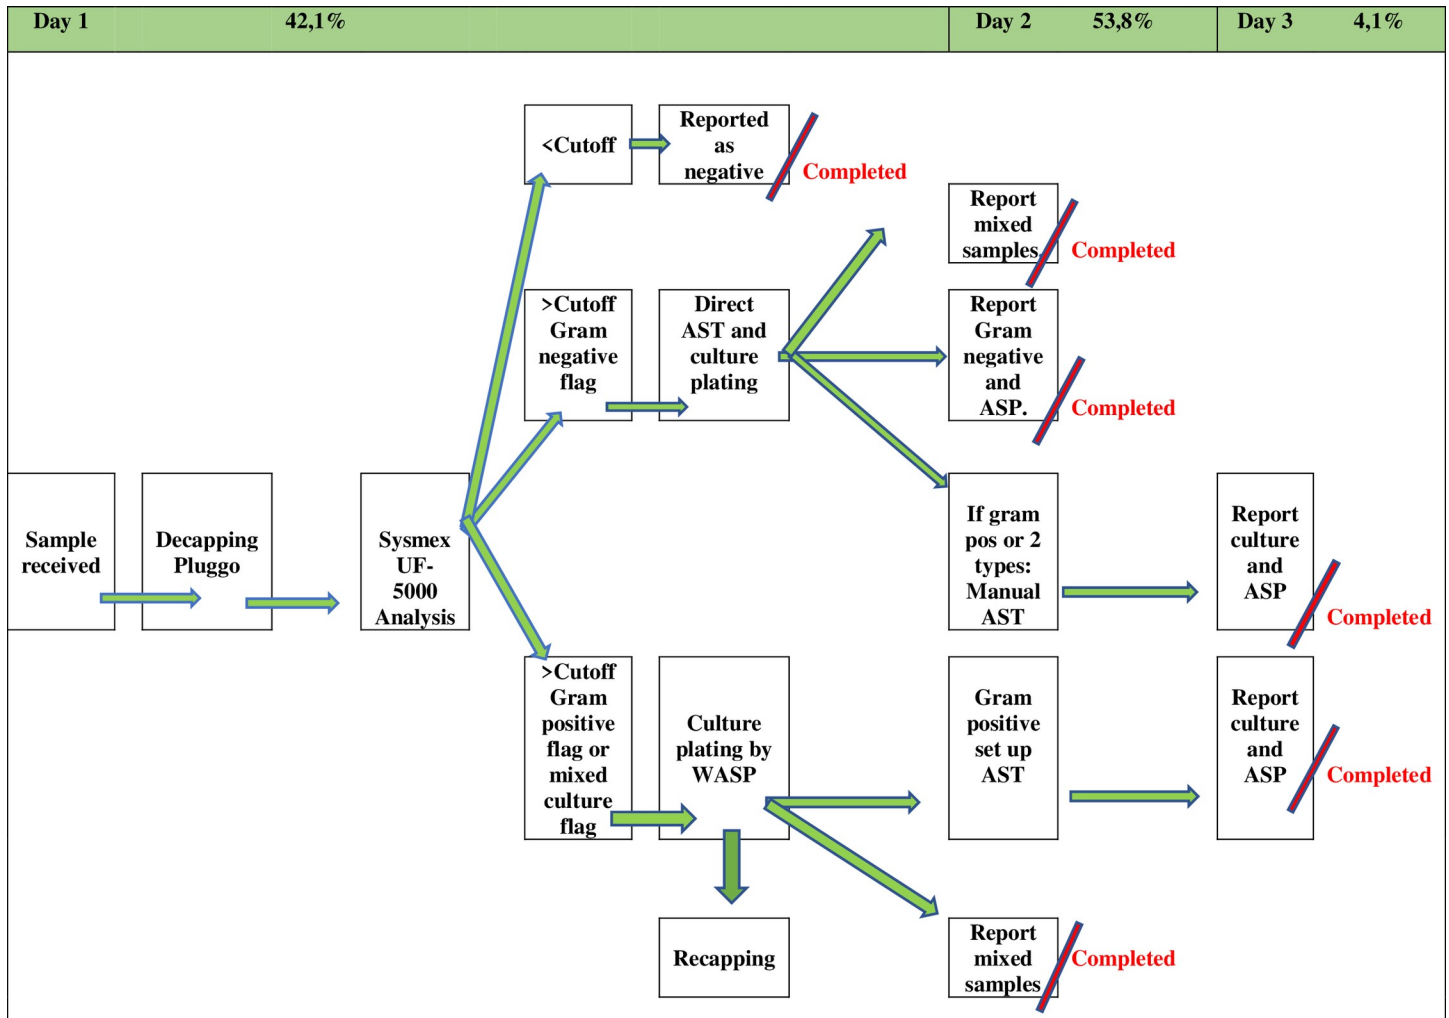 Day 1 42,1% Day 2 53,8% Day 3 4,1%
<Cutoff
Reported
as
negative
Completed
Report
mixed
samples.
Completed
>Cutoff
Gram
negative
flag
Direct
AST and
culture
plating
Report
Gram
negative
and
ASP.
Completed
Sample
received
Decapping
Pluggo
Sysmex
UF-
5000
Analysis
If gram
pos or 2
types:
Manual
AST
Report
culture
and
ASP
Completed
>Cutoff
Gram
positive
flag or
mixed
culture
flag
Culture
plating by
WASP
Gram
positive
set up
AST
Report
culture
and
ASP
Completed
Recapping
Report
mixed
samples
Completed